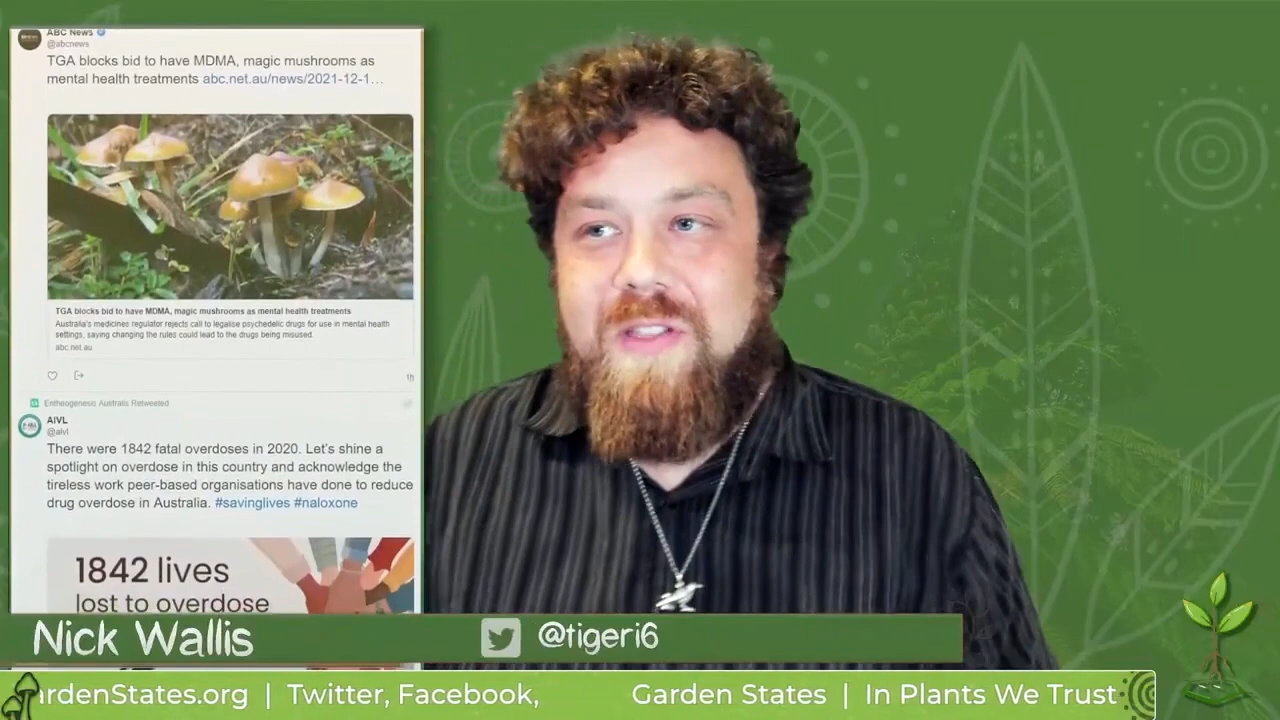 ABC News
@abcnews
TGA blocks bid to have MDMA, magic mushrooms as
mental health treatments abc.net.au/news/2021-12-1…
TGA blocks bid to have MDMA, magic mushrooms as mental health treatments
Australia's medicines regulator rejects call to legalise psychedelic drugs for use in mental health
settings, saying changing the rules could lead to the drugs being misused.
abc.net.au
1h
Entheogenesis Australis Retweeted
AIVL
@aivl
There were 1842 fatal overdoses in 2020. Let's shine a
spotlight on overdose in this country and acknowledge the
tireless work peer-based organisations have done to reduce
drug overdose in Australia. #savinglives #naloxone
1842 lives
lost to overdose
Nick Wallis
@tigeri6
ardenStates.org | Twitter, Facebook,
Garden States | In Plants We Trust